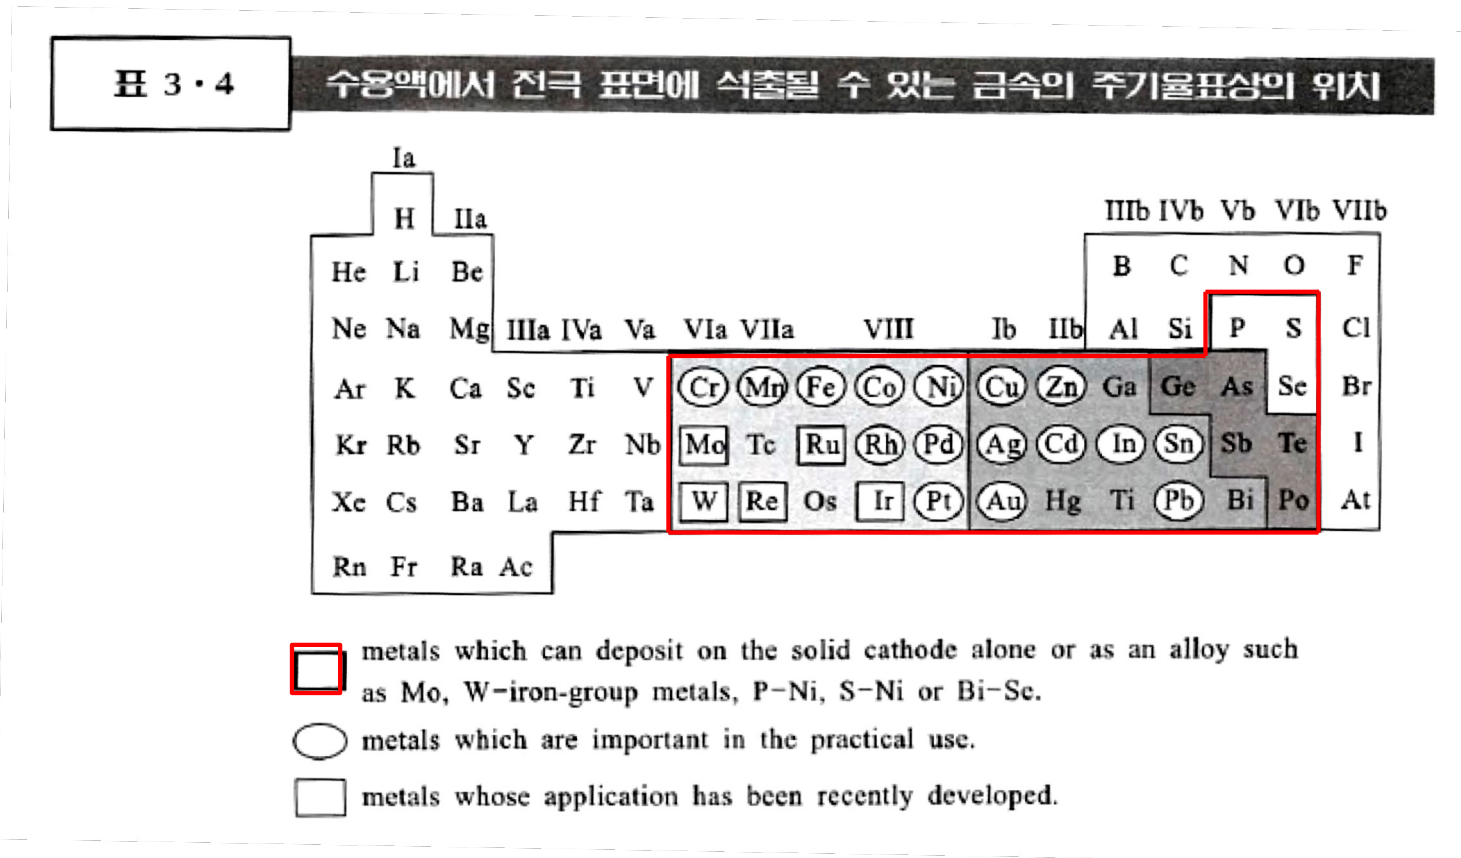 표 3·4
수용액에서 전극 표면에 석출될 수 있는 금속의 주기율표상의 위치
Ia
H IIa IIIb IVb Vb VIb VIIb
He Li Be B C N O F
Ne Na Mg IIIa IVa Va VIa VIIa VIII Ib IIb Al Si P S Cl
Ar K Ca Sc Ti V Cr Mn Fe Co Ni Cu Zn Ga Ge As Se Br
Kr Rb Sr Y Zr Nb Mo Tc Ru Rh Pd Ag Cd In Sn Sb Te I
Xe Cs Ba La Hf Ta W Re Os Ir Pt Au Hg Ti Pb Bi Po At
Rn Fr Ra Ac
metals which can deposit on the solid cathode alone or as an alloy such
as Mo, W-iron-group metals, P-Ni, S-Ni or Bi-Se.
metals which are important in the practical use.
metals whose application has been recently developed.